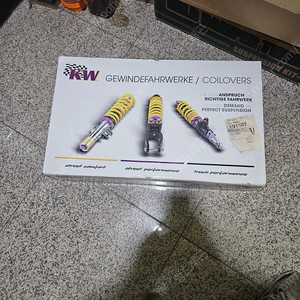 KW
GEWINDEFAHRWERKE / COILOVERS
ANSPRUCH
RICHTIGE FAHRWERK
DEMAND
PERFECT SUSPENSION
street comfort
street performance
track performance